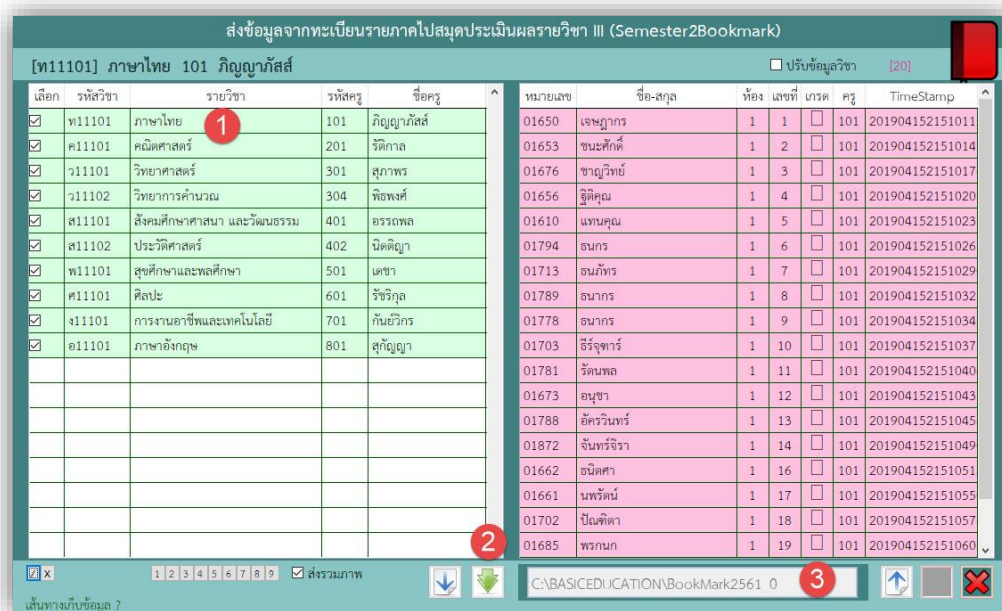 ส่งข้อมูลจากทะเบียนรายภาคไปสมุดประเมินผลรายวิชา III (Semester2Bookmark)
[ท11101] ภาษาไทย 101 ภิญญาภัสส์
ปรับข้อมูลวิชา [20]
เลือก รหัสวิชา รายวิชา รหัสครู ชื่อครู
ท11101 ภาษาไทย 101 ภิญญาภัสส์
1
ค11101 คณิตศาสตร์ 201 รัติกาล
ว11101 วิทยาศาสตร์ 301 สุภาพร
ว11102 วิทยาการคำนวณ 304 พิธพงศ์
ส11101 สังคมศึกษาศาสนา และวัฒนธรรม 401 อรรถพล
ส11102 ประวัติศาสตร์ 402 นิตติญา
พ11101 สุขศึกษาและพลศึกษา 501 เดชา
ศ11101 ศิลปะ 601 รัชริกุล
ง11101 การงานอาชีพและเทคโนโลยี 701 กันย์วิกร
อ11101 ภาษาอังกฤษ 801 สุกัญญา
หมายเลข ชื่อ-สกุล ห้อง เลขที่ เกรด ครู TimeStamp
01650 เจษฎากร 1 1 101 201904152151011
01653 ชนะศักดิ์ 1 2 101 201904152151014
01676 ชาญวิทย์ 1 3 101 201904152151017
01656 ฐิติคุณ 1 4 101 201904152151020
01610 แทนคุณ 1 5 101 201904152151023
01794 ธนกร 1 6 101 201904152151026
01713 ธนภัทร 1 7 101 201904152151029
01789 ธนากร 1 8 101 201904152151032
01778 ธนากร 1 9 101 201904152151034
01703 ธีร์จุฑาร์ 1 10 101 201904152151037
01781 รัตนพล 1 11 101 201904152151040
01673 อนุชา 1 12 101 201904152151043
01788 อัครวินทร์ 1 13 101 201904152151045
01872 จันทร์จิรา 1 14 101 201904152151049
01662 ธนิตศา 1 16 101 201904152151051
01661 นพรัตน์ 1 17 101 201904152151055
01702 ปัณฑิตา 1 18 101 201904152151057
01685 พรกนก 1 19 101 201904152151060
2
X 1 2 3 4 5 6 7 8 9 ส่งรวมภาพ
C:\BASICEDUCATION\BookMark2561_0
3
เส้นทางเก็บข้อมูล ?